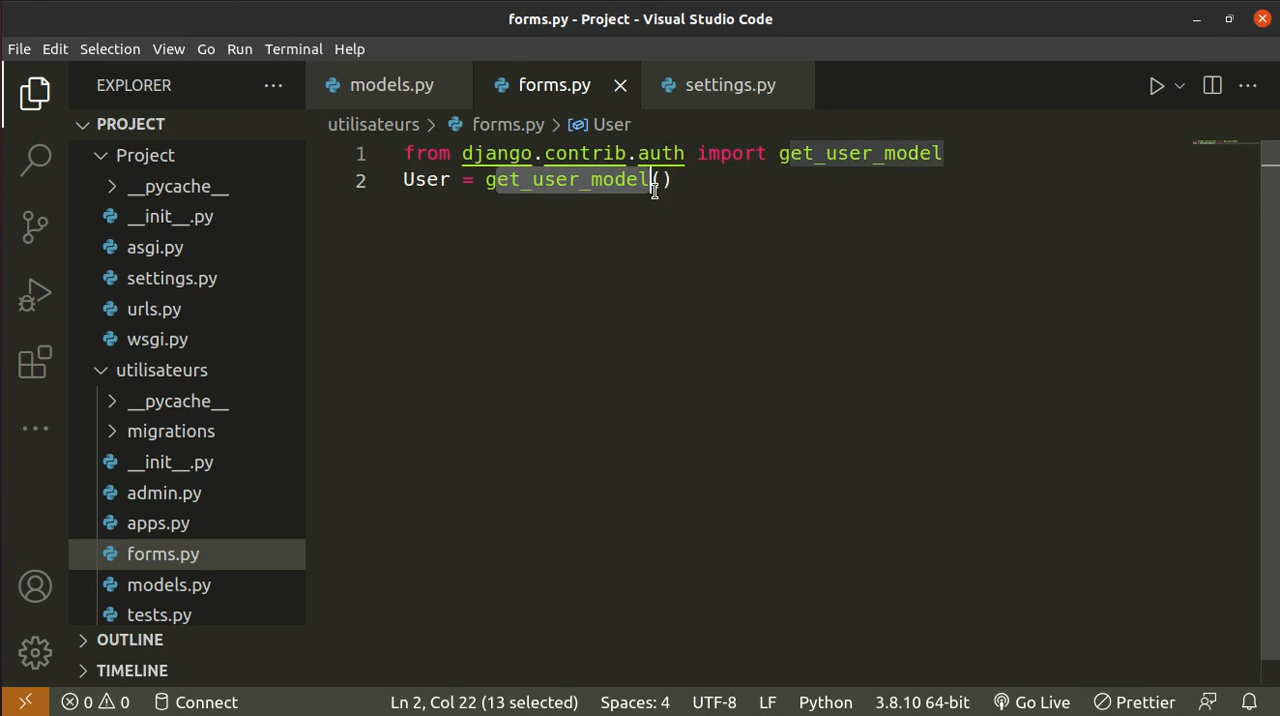 forms.py - Project - Visual Studio Code
File Edit Selection View Go Run Terminal Help
EXPLORER
models.py
forms.py
settings.py
PROJECT
utilisateurs > forms.py > User
Project
__pycache__
__init__.py
asgi.py
settings.py
urls.py
wsgi.py
utilisateurs
__pycache__
migrations
__init__.py
admin.py
apps.py
forms.py
models.py
tests.py
OUTLINE
TIMELINE
1 from django.contrib.auth import get_user_model
2 User = get_user_model()
0 0 Connect Ln 2, Col 22 (13 selected) Spaces: 4 UTF-8 LF Python 3.8.10 64-bit Go Live Prettier